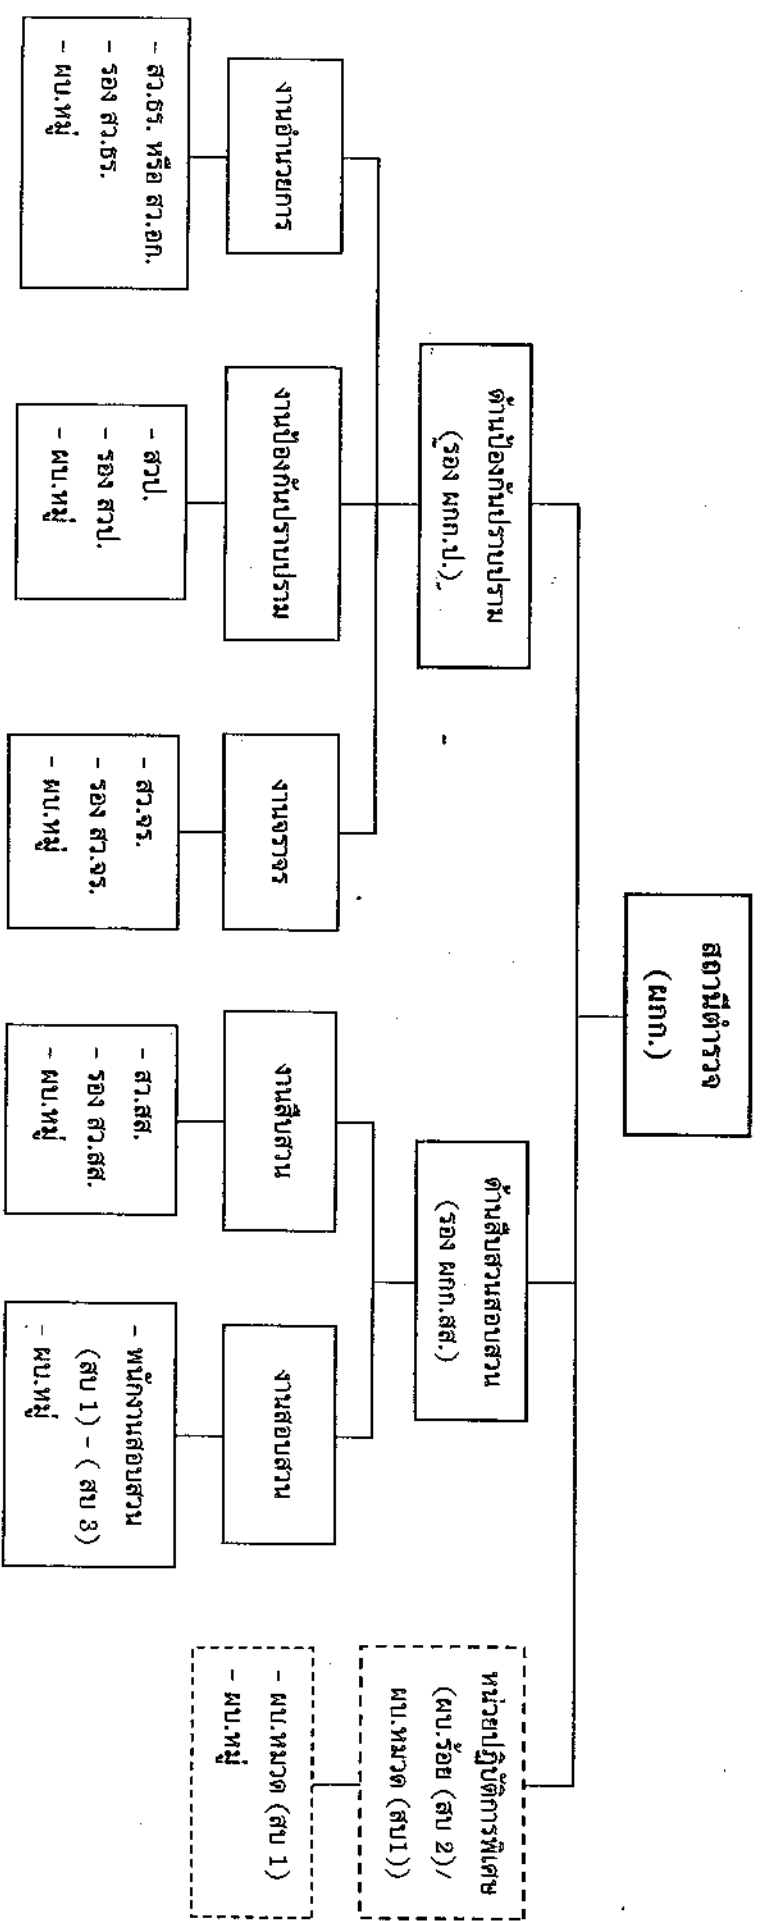 สถานีตำรวจ
(ผกก.)
ด้านป้องกันปราบปราม
(รอง ผกก.ป.)
ด้านสืบสวนสอบสวน
(รอง ผกก.สส.)
หน่วยปฏิบัติการพิเศษ
(ผบ.ร้อย (สบ 2)/
ผบ.หมวด (สบ1))
งานอำนวยการ
งานป้องกันปราบปราม
งานจราจร
งานสืบสวน
งานสอบสวน
- ผบ.หมวด (สบ 1)
- ผบ.หมู่
- สว.ธร. หรือ สว.อก.
- รอง สว.ธร.
- ผบ.หมู่
- สวป.
- รอง สวป.
- ผบ.หมู่
- สว.จร.
- รอง สว.จร.
- ผบ.หมู่
- สว.สส.
- รอง สว.สส.
- ผบ.หมู่
- พนักงานสอบสวน
(สบ 1) - (สบ 3)
- ผบ.หมู่